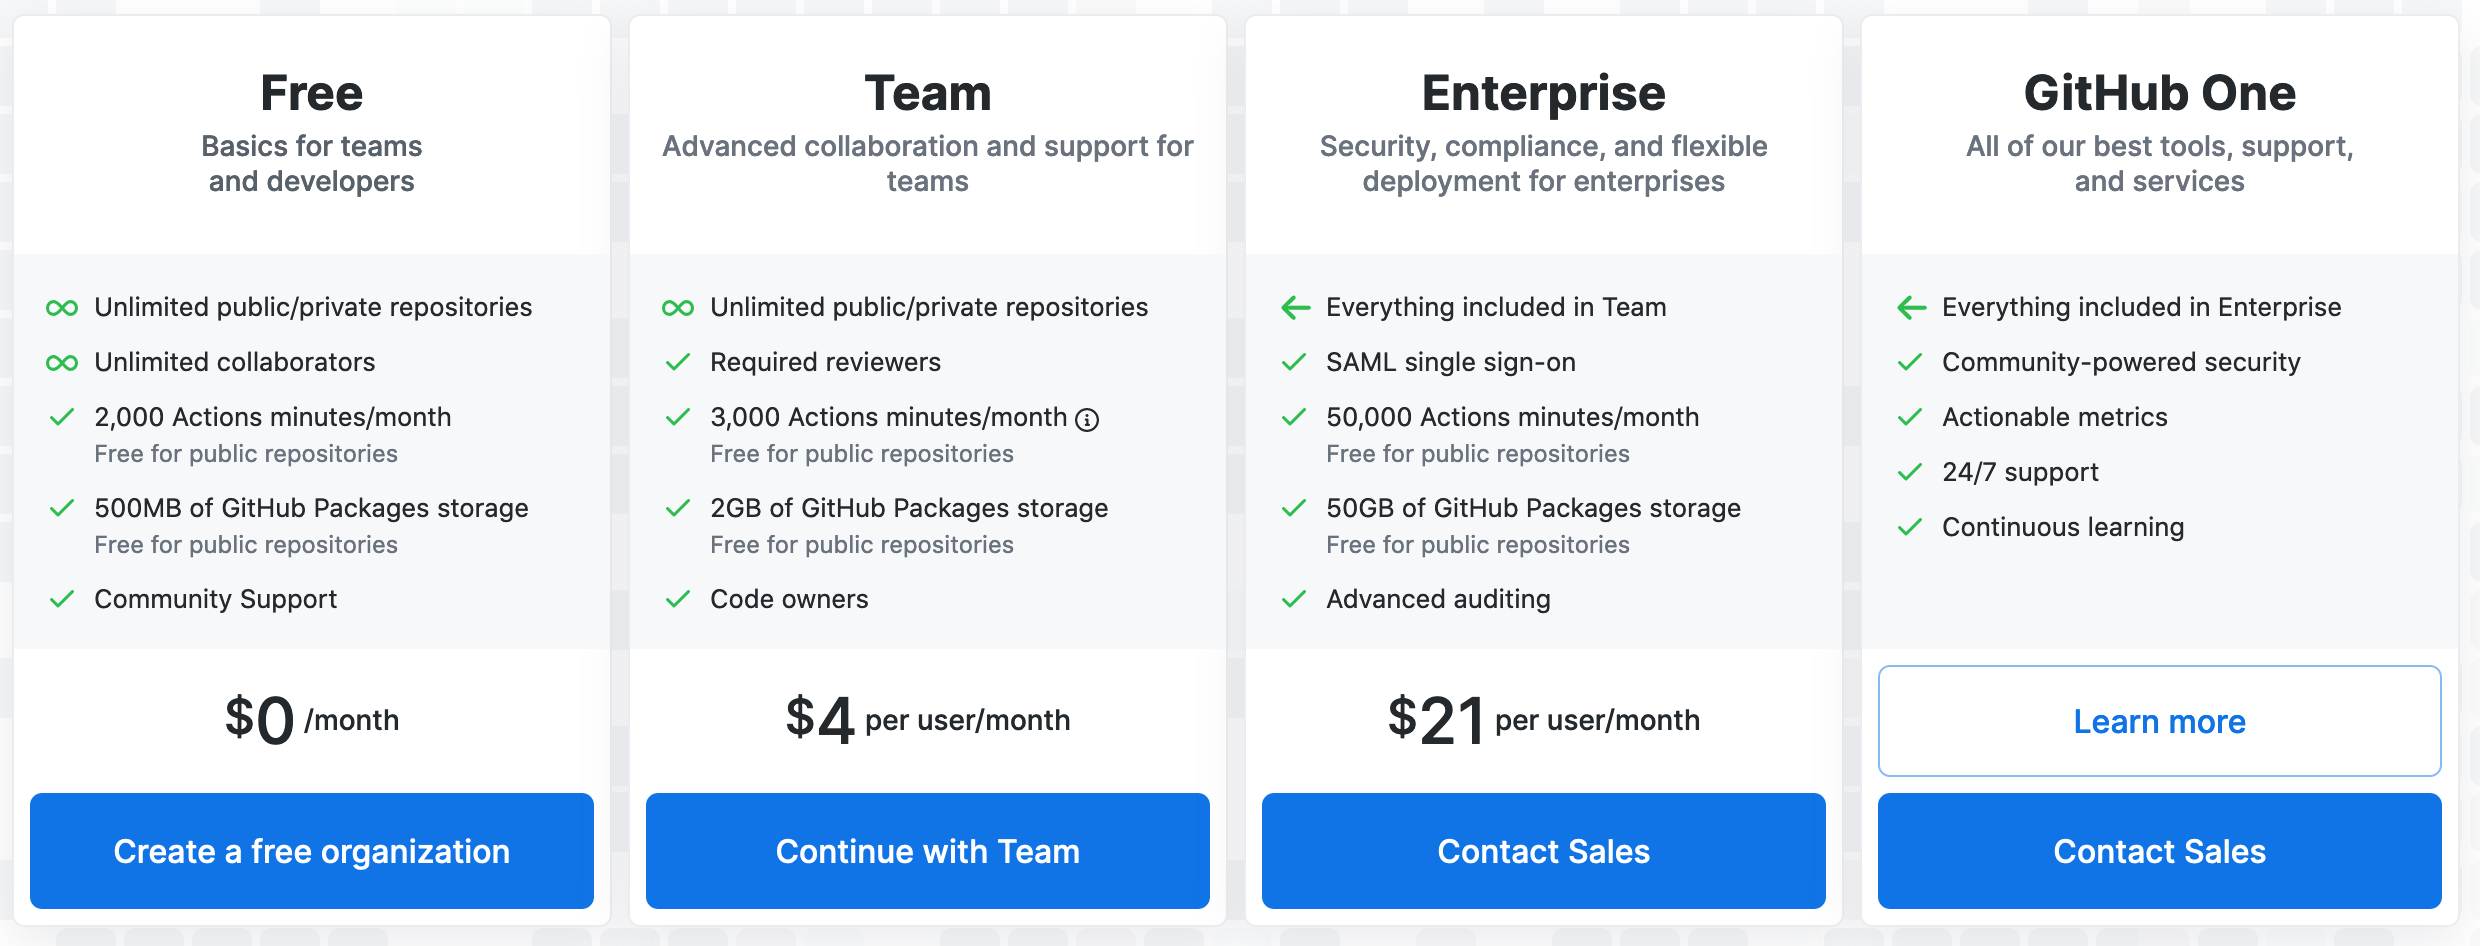 Free
Basics for teams
and developers
Unlimited public/private repositories
Unlimited collaborators
2,000 Actions minutes/month
Free for public repositories
500MB of GitHub Packages storage
Free for public repositories
Community Support
$0 /month
Create a free organization
Team
Advanced collaboration and support for
teams
Unlimited public/private repositories
Required reviewers
3,000 Actions minutes/month
Free for public repositories
2GB of GitHub Packages storage
Free for public repositories
Code owners
$4 per user/month
Continue with Team
Enterprise
Security, compliance, and flexible
deployment for enterprises
Everything included in Team
SAML single sign-on
50,000 Actions minutes/month
Free for public repositories
50GB of GitHub Packages storage
Free for public repositories
Advanced auditing
$21 per user/month
Contact Sales
GitHub One
All of our best tools, support,
and services
Everything included in Enterprise
Community-powered security
Actionable metrics
24/7 support
Continuous learning
Learn more
Contact Sales